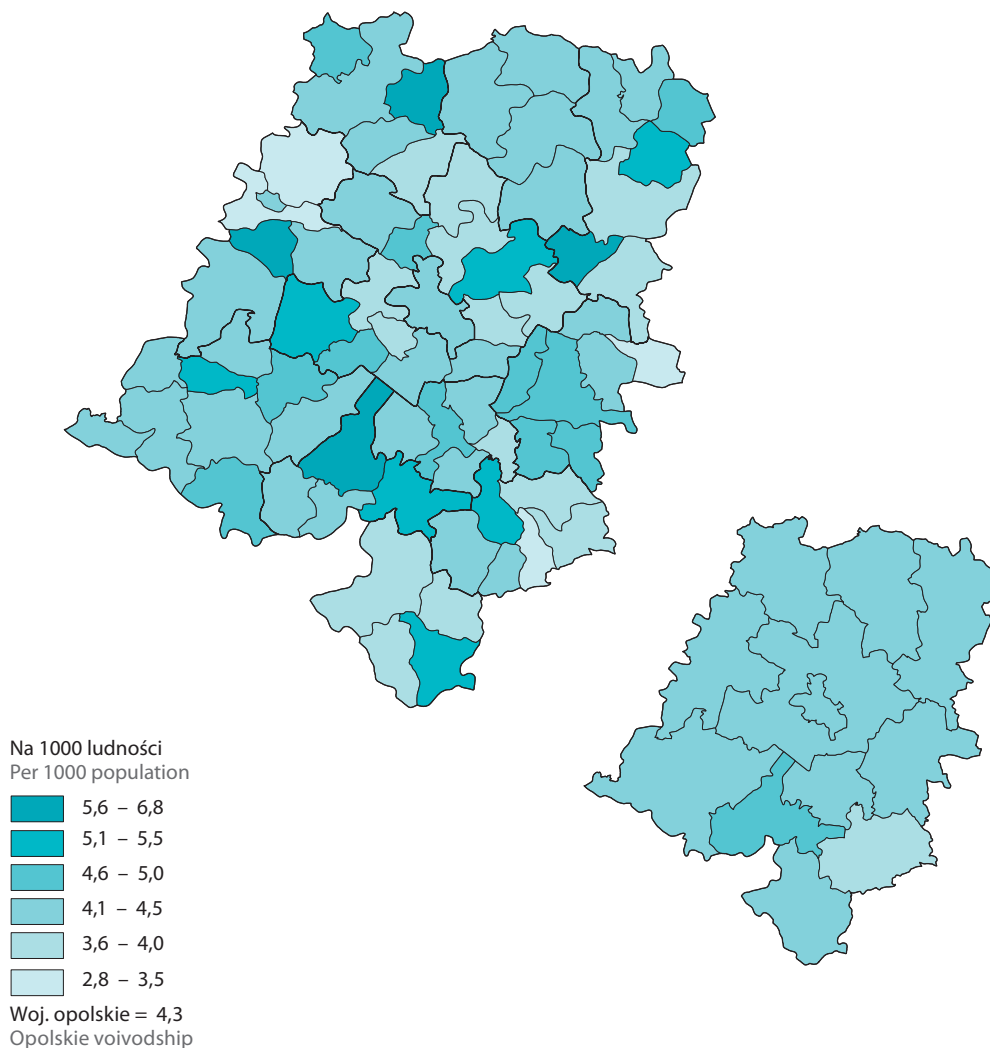 Na 1000 ludności
Per 1000 population
5,6 – 6,8
5,1 – 5,5
4,6 – 5,0
4,1 – 4,5
3,6 – 4,0
2,8 – 3,5
Woj. opolskie = 4,3
Opolskie voivodship